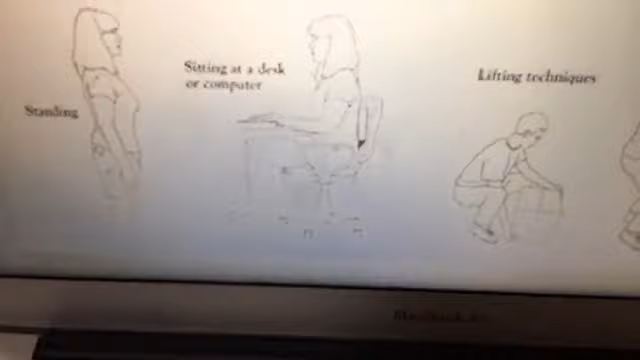 Standing
Sitting at a desk
or computer
Lifting techniques